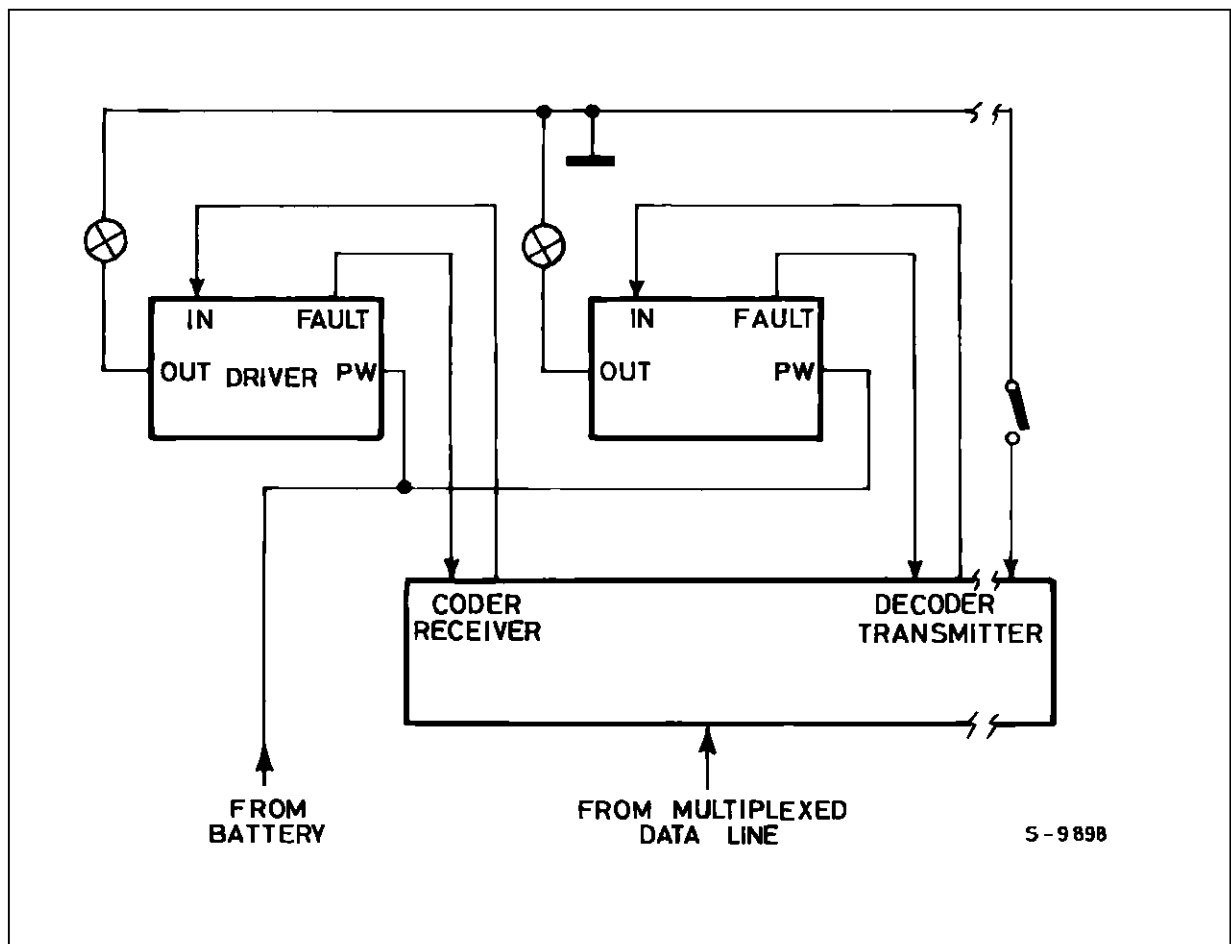 IN FAULT
OUT DRIVER PW
IN FAULT
OUT PW
CODER
RECEIVER
DECODER
TRANSMITTER
FROM
BATTERY
FROM MULTIPLEXED
DATA LINE
S-9898